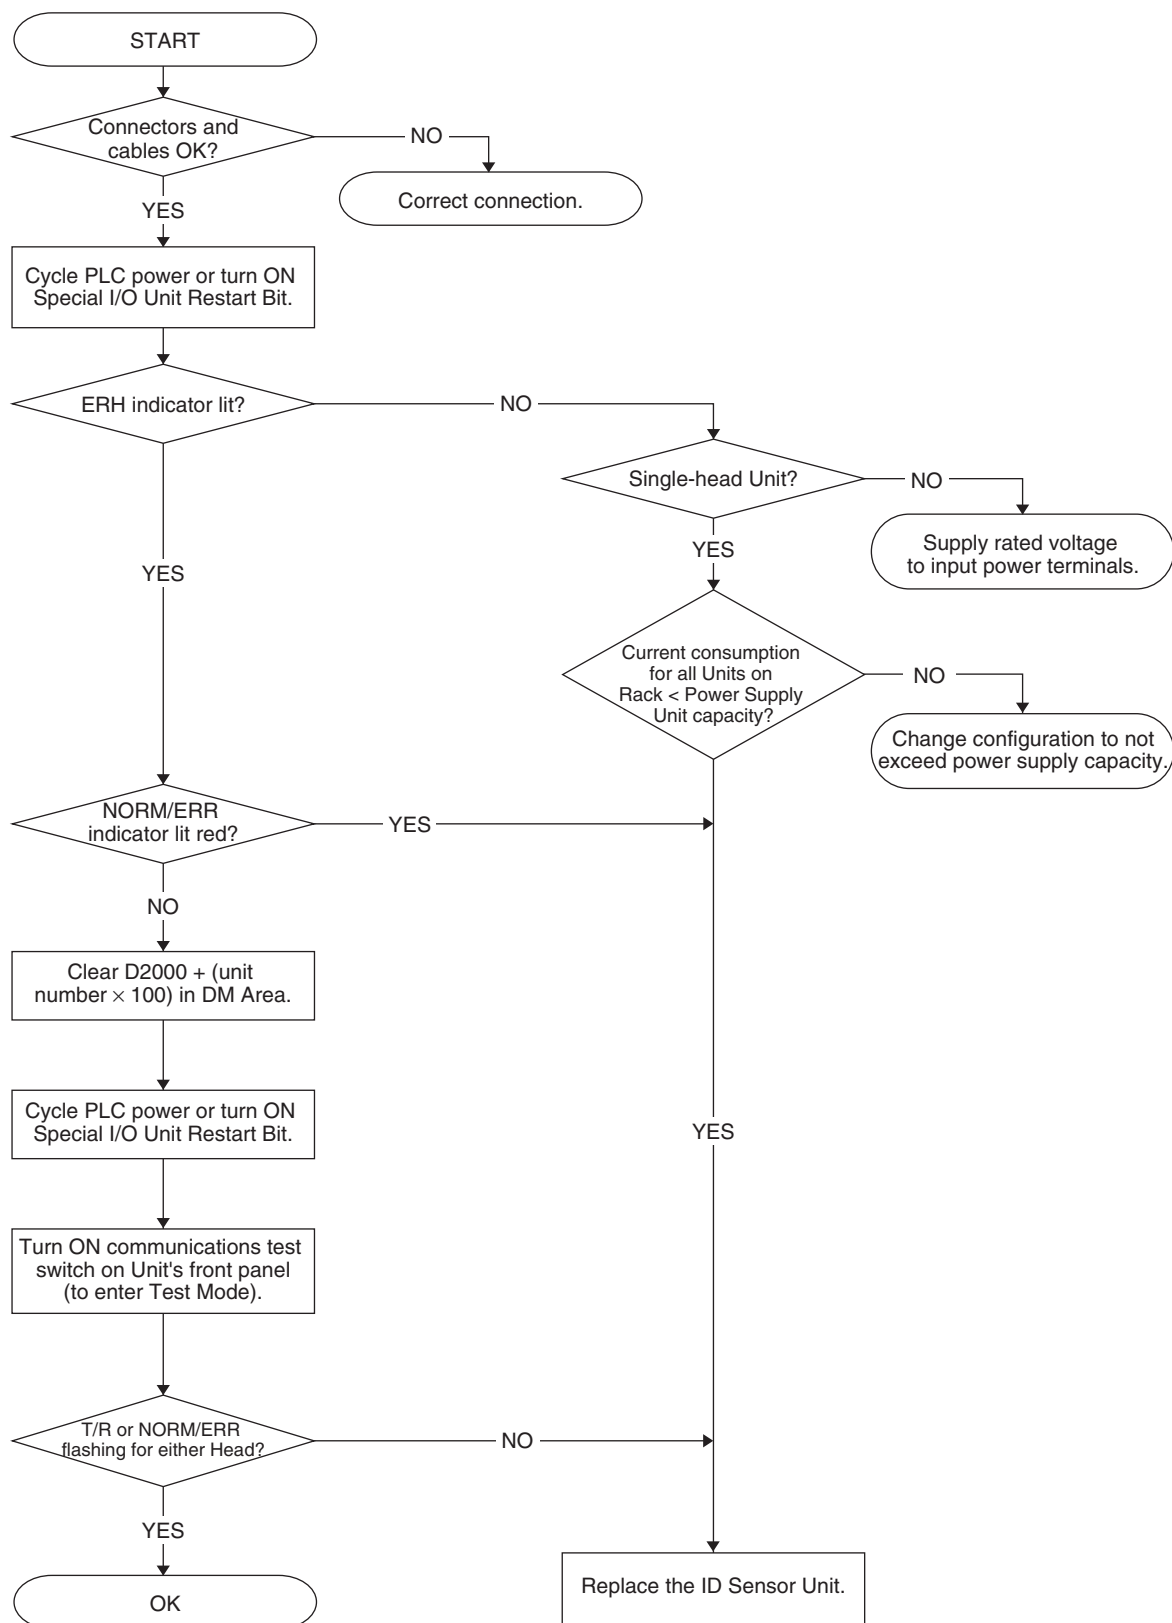 START
Connectors and
cables OK?
NO
Correct connection.
YES
Cycle PLC power or turn ON
Special I/O Unit Restart Bit.
ERH indicator lit?
NO
Single-head Unit?
NO
Supply rated voltage
to input power terminals.
YES
YES
Current consumption
for all Units on
Rack < Power Supply
Unit capacity?
NO
Change configuration to not
exceed power supply capacity.
NORM/ERR
indicator lit red?
YES
NO
Clear D2000 + (unit
number × 100) in DM Area.
Cycle PLC power or turn ON
Special I/O Unit Restart Bit.
YES
Turn ON communications test
switch on Unit's front panel
(to enter Test Mode).
T/R or NORM/ERR
flashing for either Head?
NO
YES
Replace the ID Sensor Unit.
OK